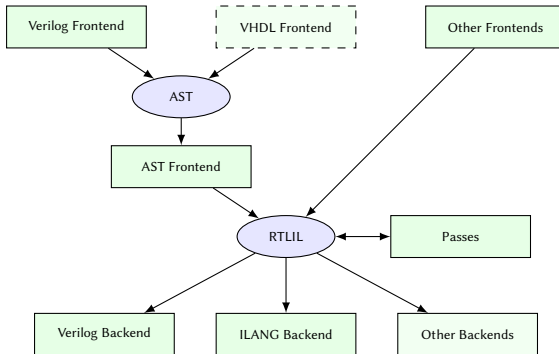 Verilog Frontend
VHDL Frontend
Other Frontends
AST
AST Frontend
RTLIL
Passes
Verilog Backend
ILANG Backend
Other Backends